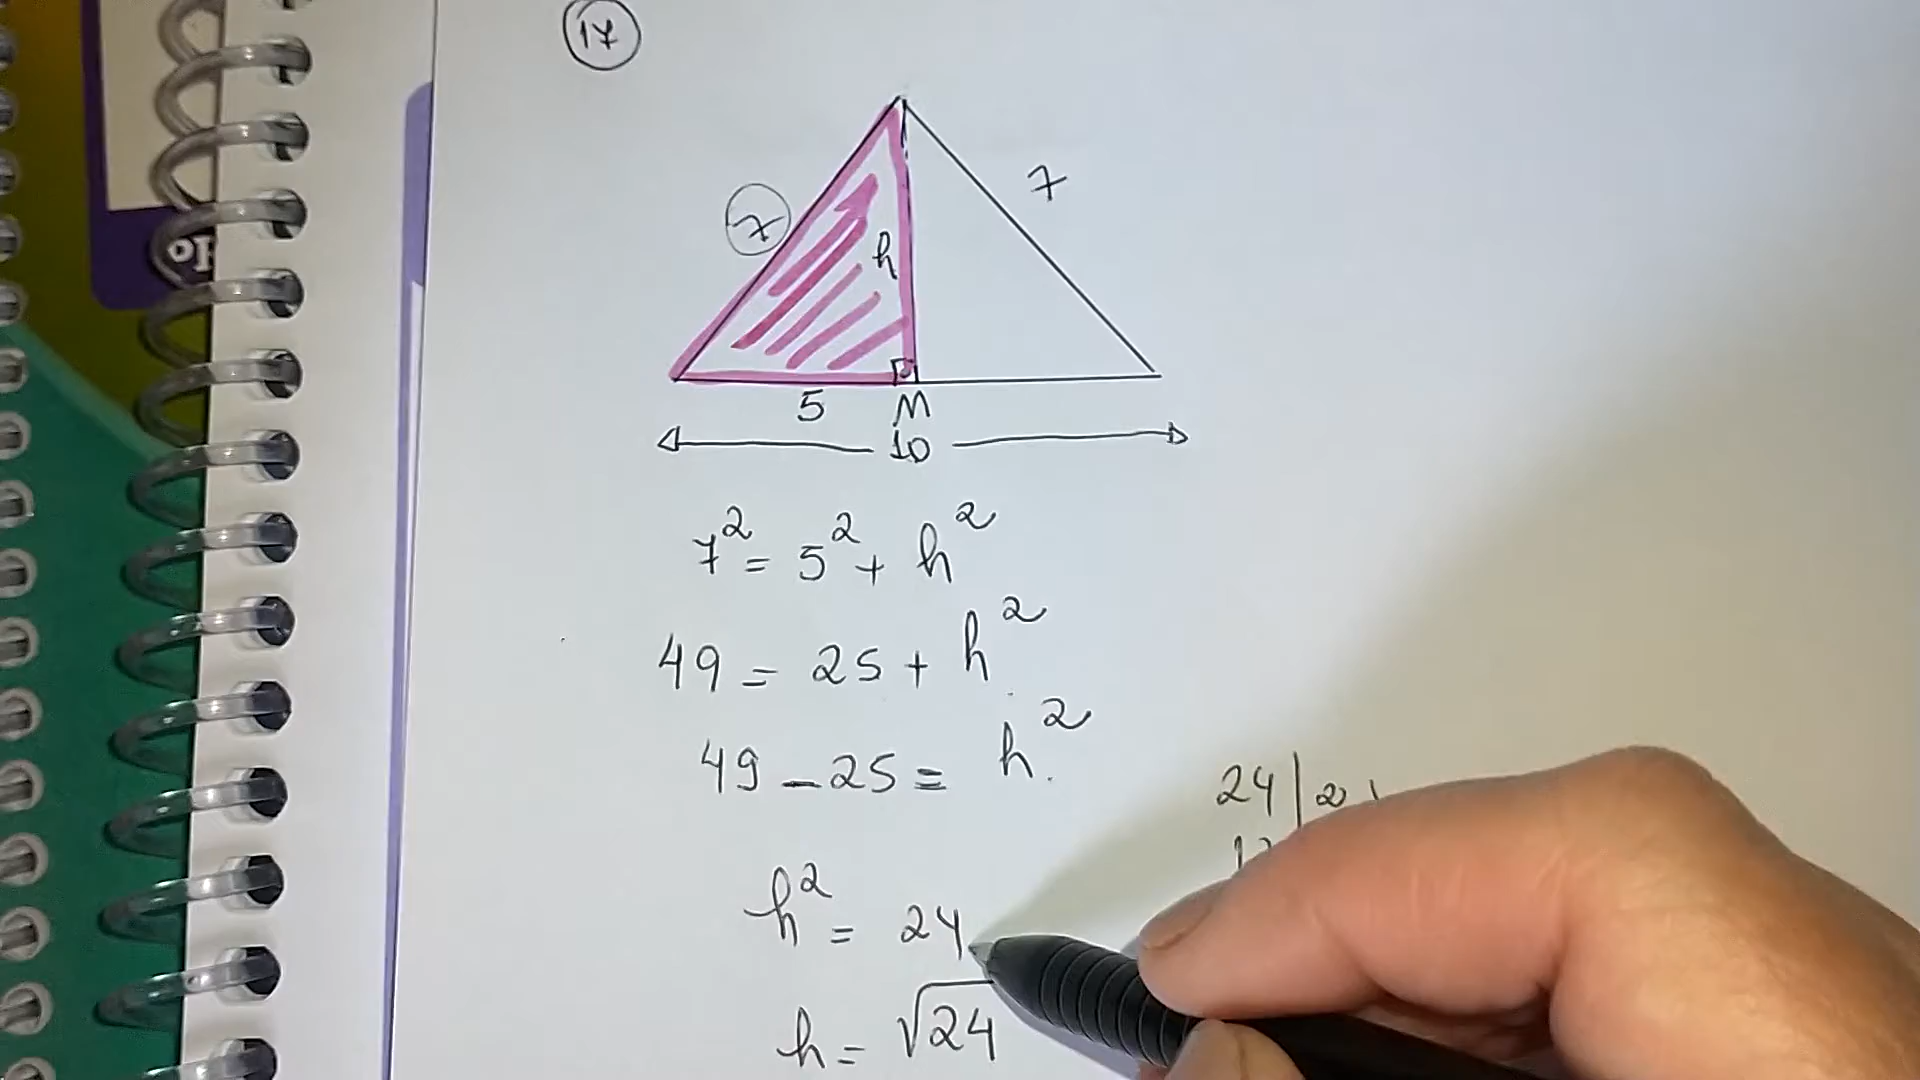 17
7
7
h
5 M
10
7² = 5² + h²
49 = 25 + h²
49 - 25 = h²
24 | 2
h² = 24
h = √24